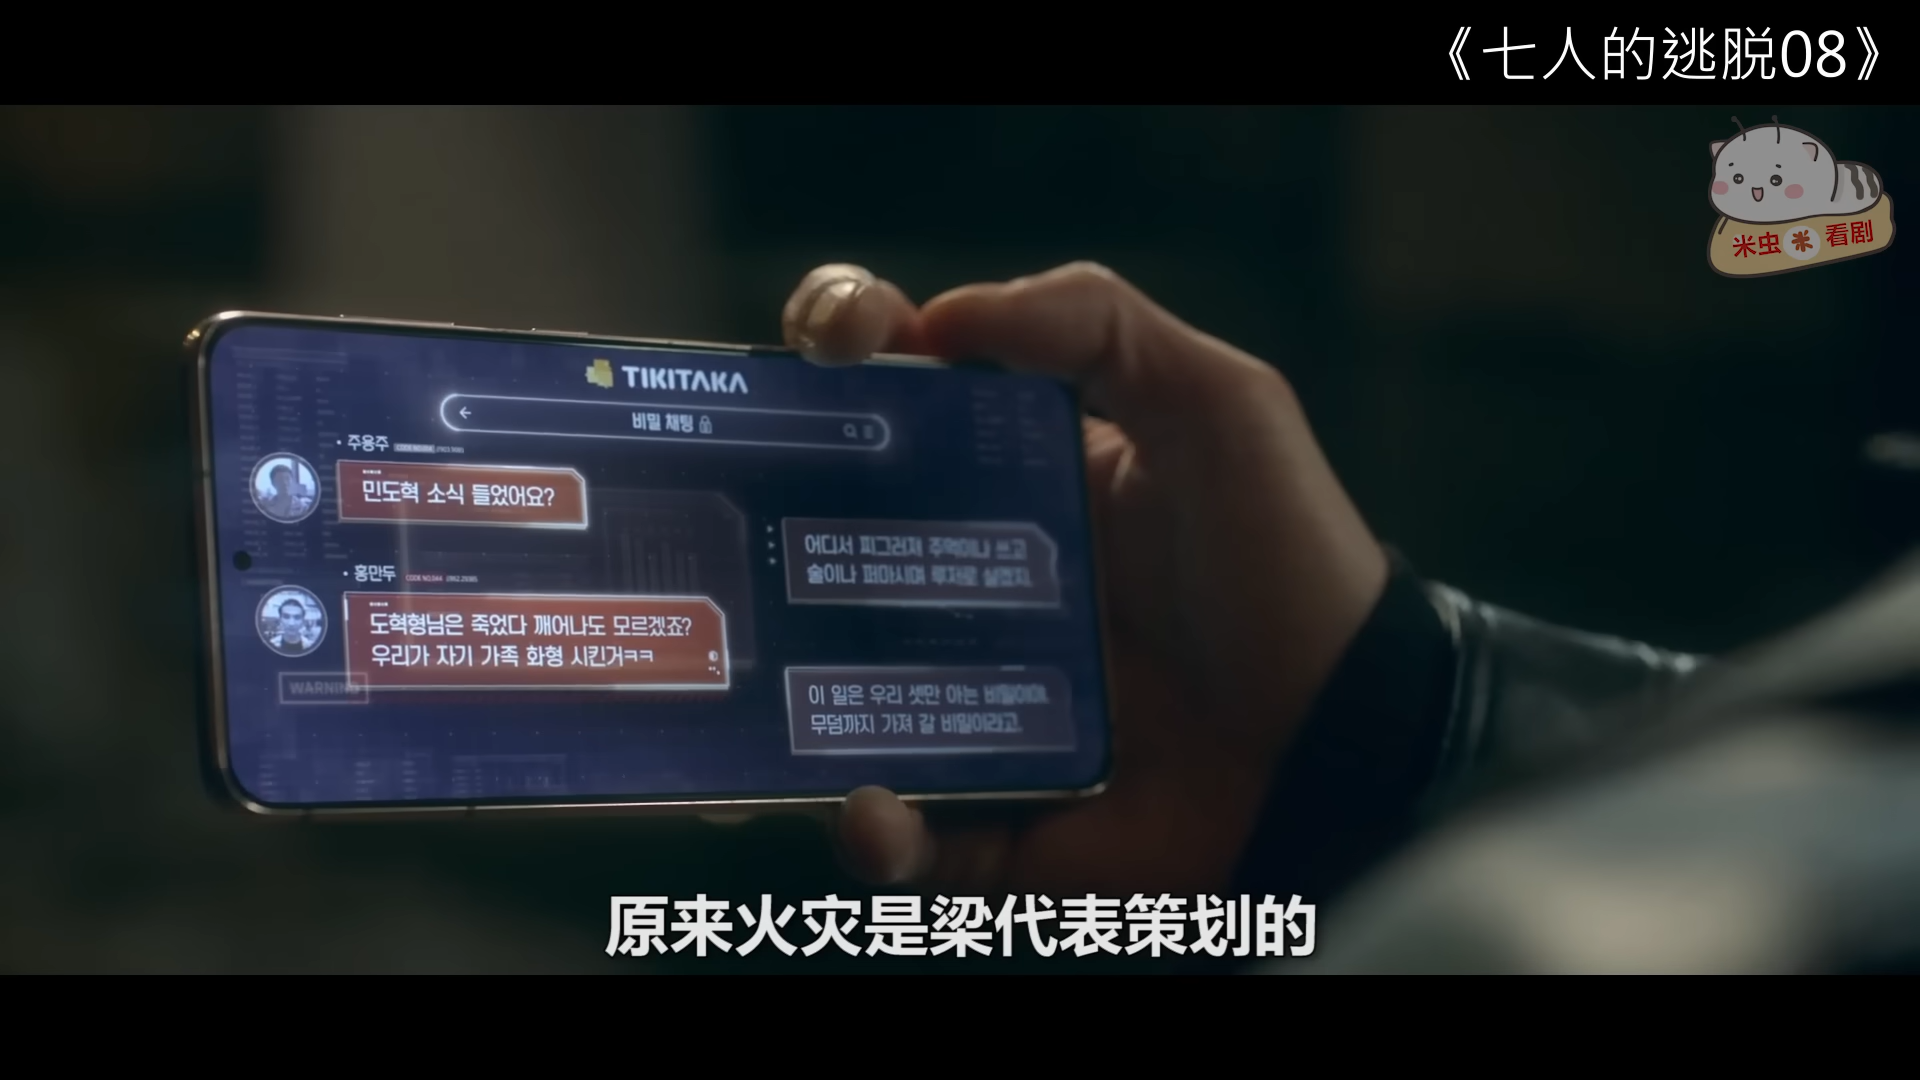 《七人的逃脱08》
米虫 米 看剧
TIKITAKA
비밀 채팅
주용주
민도혁 소식 들었어요?
어디서 찌그러져 주먹이나 쓰고
술이나 퍼마시며 루저로 살겠지.
홍만두
도혁형님은 죽었다 깨어나도 모르겠죠?
우리가 자기 가족 화형 시킨거ㅋㅋ
WARNING
이 일은 우리 셋만 아는 비밀이야.
무덤까지 가져 갈 비밀이라고.
原来火灾是梁代表策划的